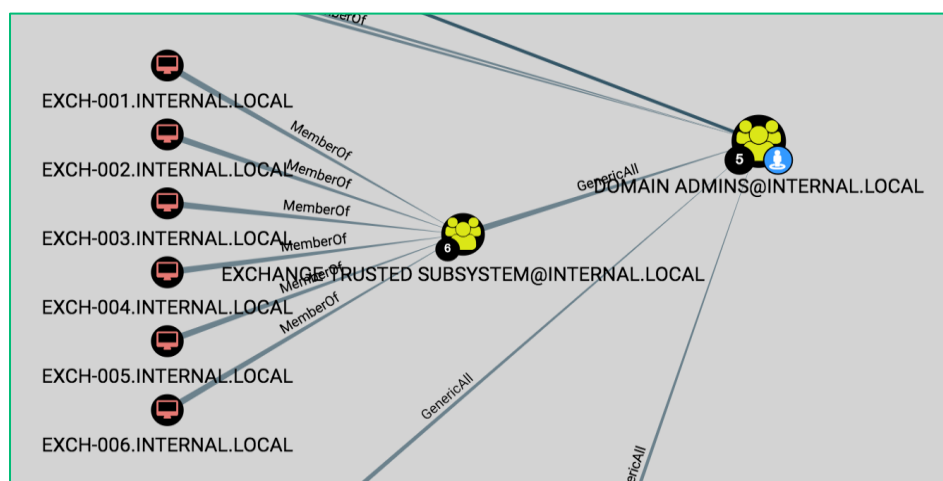 EXCH-001.INTERNAL.LOCAL
EXCH-002.INTERNAL.LOCAL
EXCH-003.INTERNAL.LOCAL
EXCH-004.INTERNAL.LOCAL
EXCH-005.INTERNAL.LOCAL
EXCH-006.INTERNAL.LOCAL
MemberOf
MemberOf
MemberOf
MemberOf
MemberOf
MemberOf
6
EXCHANGE TRUSTED SUBSYSTEM@INTERNAL.LOCAL
GenericAll
5
DOMAIN ADMINS@INTERNAL.LOCAL
GenericAll